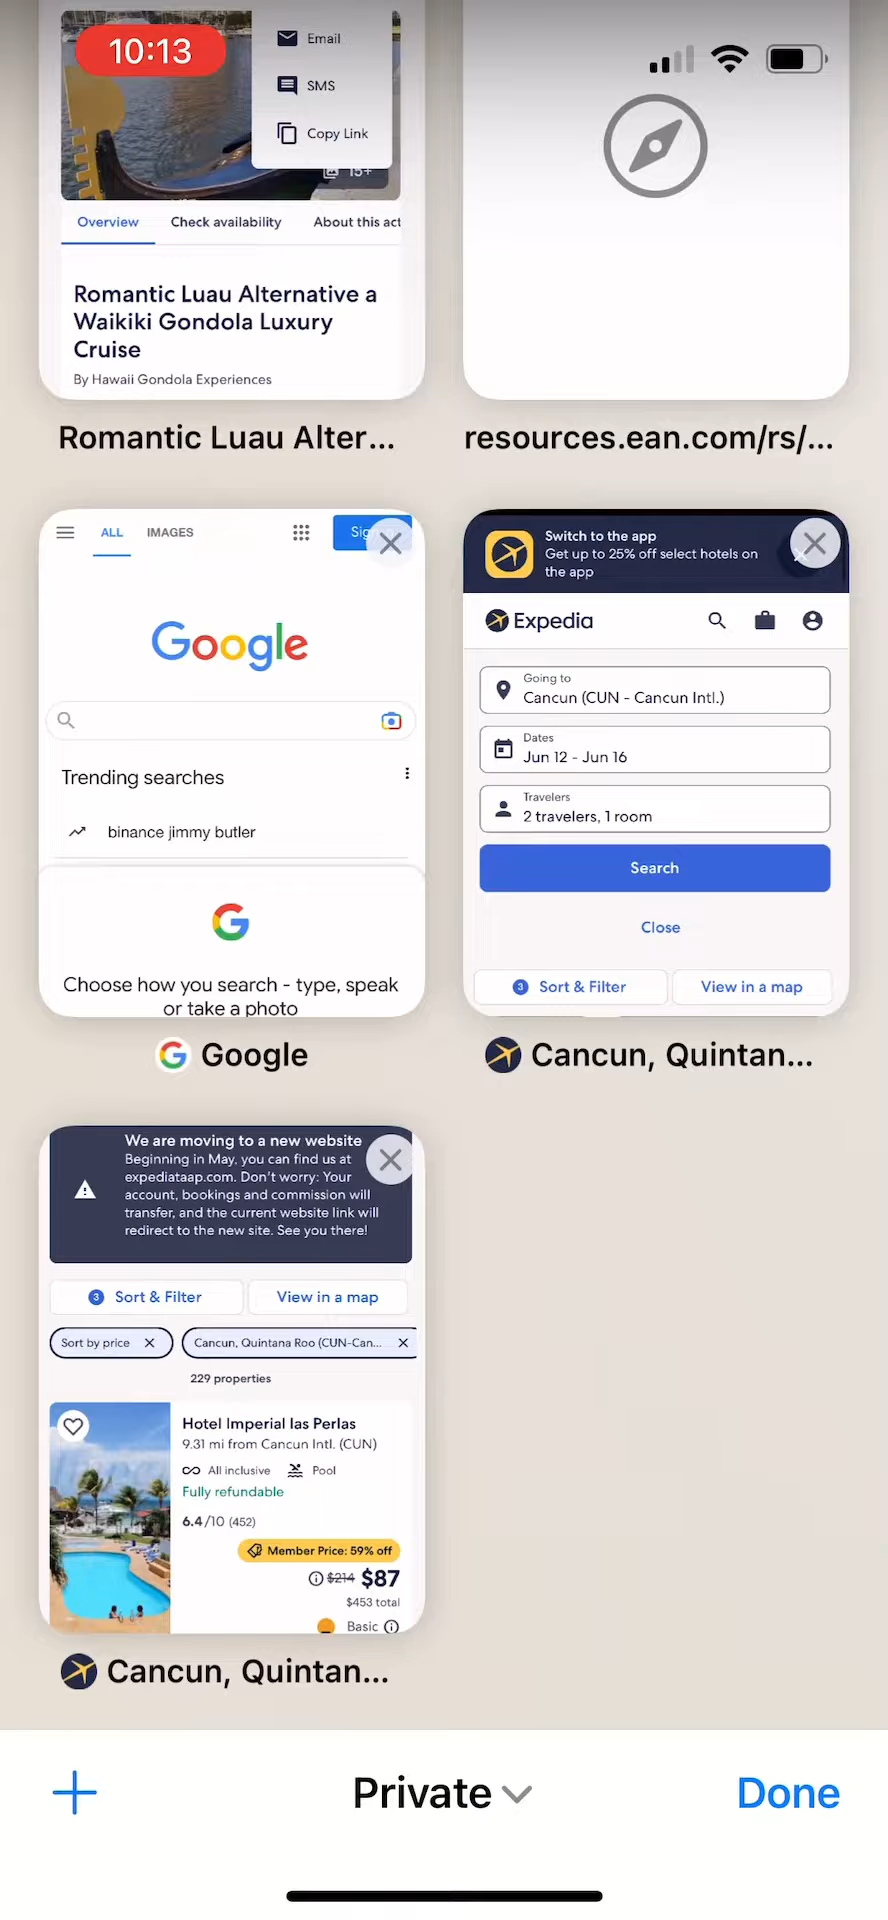 10:13
Email
SMS
Copy Link
15+
Overview
Check availability
About this act
Romantic Luau Alternative a
Waikiki Gondola Luxury
Cruise
By Hawaii Gondola Experiences
Romantic Luau Alter...
resources.ean.com/rs/...
ALL
IMAGES
Google
Trending searches
binance jimmy butler
G
Choose how you search - type, speak
or take a photo
G Google
Switch to the app
Get up to 25% off select hotels on
the app
Expedia
Going to
Cancun (CUN - Cancun Intl.)
Dates
Jun 12 - Jun 16
Travelers
2 travelers, 1 room
Search
Close
3 Sort & Filter
View in a map
Cancun, Quintan...
We are moving to a new website
Beginning in May, you can find us at
expediataap.com. Don't worry: Your
account, bookings and commission will
transfer, and the current website link will
redirect to the new site. See you there!
3 Sort & Filter
View in a map
Sort by price
Cancun, Quintana Roo (CUN-Can...
229 properties
Hotel Imperial las Perlas
9.31 mi from Cancun Intl. (CUN)
All inclusive
Pool
Fully refundable
6.4/10 (452)
Member Price: 59% off
$214 $87
$453 total
Basic
Cancun, Quintan...
Private
Done